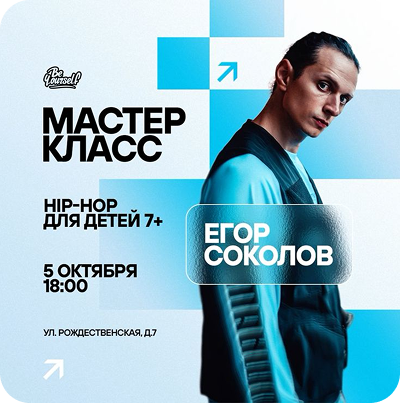 Be
Yourself
МАСТЕР
КЛАСС
HIP-HOP
ДЛЯ ДЕТЕЙ 7+
ЕГОР
СОКОЛОВ
5 ОКТЯБРЯ
18:00
УЛ. РОЖДЕСТВЕНСКАЯ, Д.7